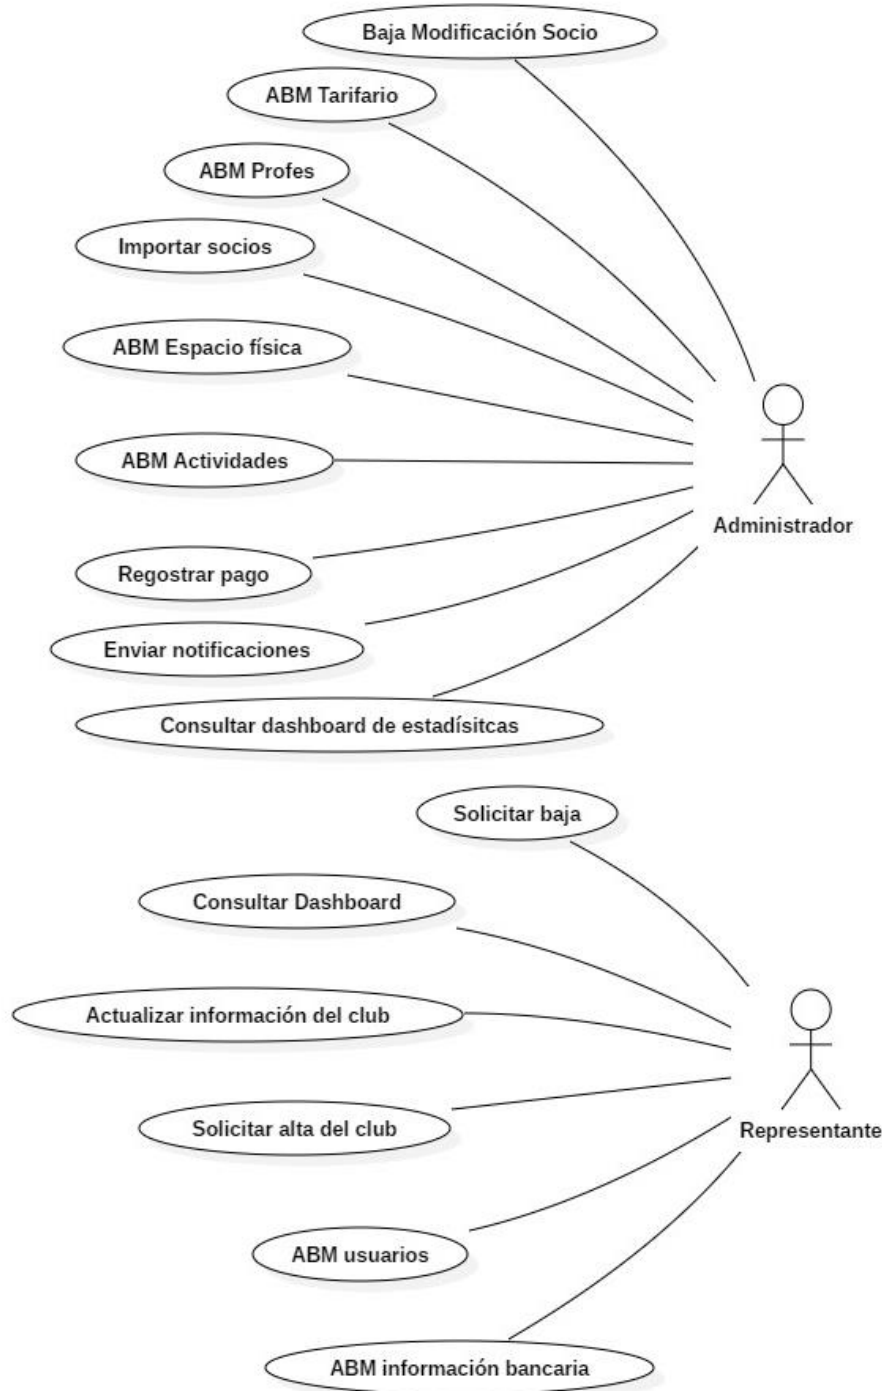 Baja Modificación Socio
ABM Tarifario
ABM Profes
Importar socios
ABM Espacio física
ABM Actividades
Administrador
Regostrar pago
Enviar notificaciones
Consultar dashboard de estadísitcas
Solicitar baja
Consultar Dashboard
Actualizar información del club
Solicitar alta del club
Representante
ABM usuarios
ABM información bancaria